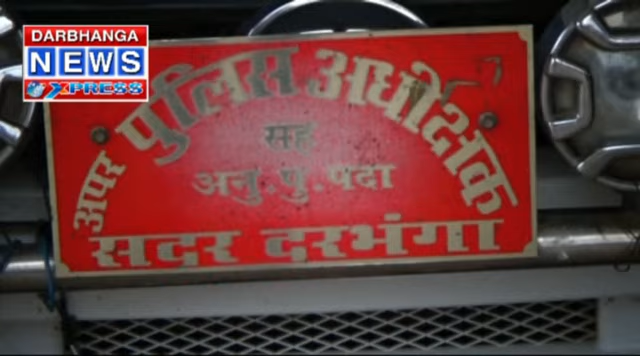 DARBHANGA
NEWS
XPRESS
अपर पुलिस अधीक्षक
सह
अनु.पु.पदा
सदर दरभंगा